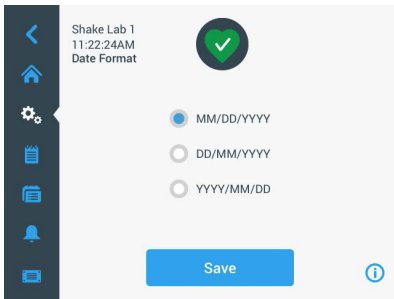 Shake Lab 1
11:22:24AM
Date Format
MM/DD/YYYY
DD/MM/YYYY
YYYY/MM/DD
Save